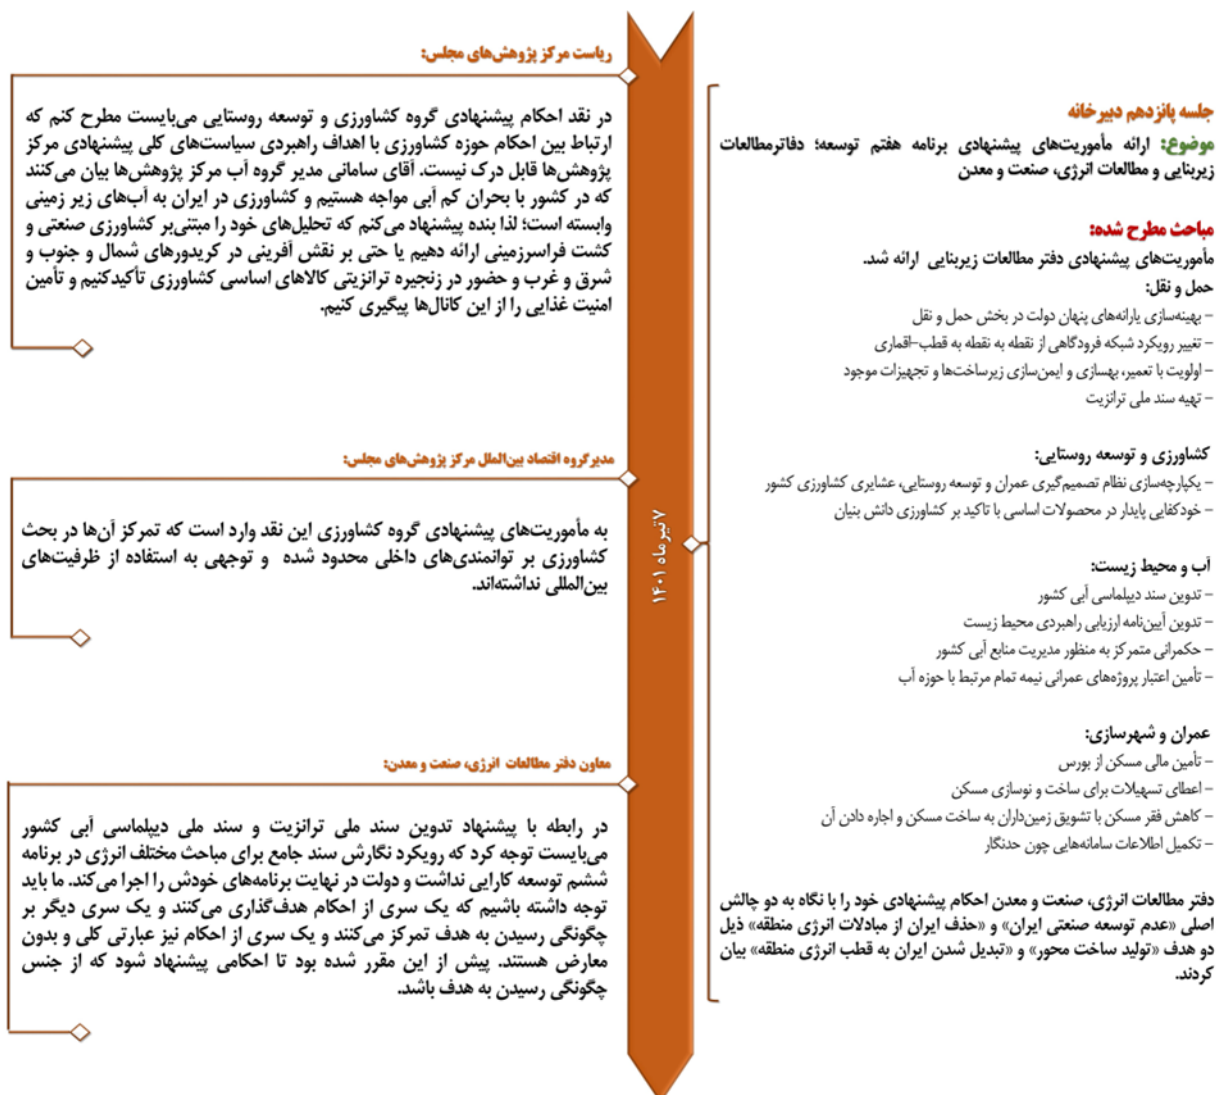 جلسه پانزدهم دبیرخانه
موضوع: ارائه مأموریت‌های پیشنهادی برنامه هفتم توسعه؛ دفاترمطالعات
زیربنایی و مطالعات انرژی، صنعت و معدن
مباحث مطرح شده:
مأموریت‌های پیشنهادی دفتر مطالعات زیربنایی ارائه شد.
حمل و نقل:
- بهینه‌سازی یارانه‌های پنهان دولت در بخش حمل و نقل
- تغییر رویکرد شبکه فرودگاهی از نقطه به نقطه به قطب-اقماری
- اولویت با تعمیر، بهسازی و ایمن‌سازی زیرساخت‌ها و تجهیزات موجود
- تهیه سند ملی ترانزیت
کشاورزی و توسعه روستایی:
- یکپارچه‌سازی نظام تصمیم‌گیری عمران و توسعه روستایی، عشایری کشاورزی کشور
- خودکفایی پایدار در محصولات اساسی با تاکید بر کشاورزی دانش بنیان
آب و محیط زیست:
- تدوین سند دیپلماسی آبی کشور
- تدوین آیین‌نامه ارزیابی راهبردی محیط زیست
- حکمرانی متمرکز به منظور مدیریت منابع آبی کشور
- تأمین اعتبار پروژه‌های عمرانی نیمه تمام مرتبط با حوزه آب
عمران و شهرسازی:
- تأمین مالی مسکن از بورس
- اعطای تسهیلات برای ساخت و نوسازی مسکن
- کاهش فقر مسکن با تشویق زمین‌داران به ساخت مسکن و اجاره دادن آن
- تکمیل اطلاعات سامانه‌هایی چون حدنگار
دفتر مطالعات انرژی، صنعت و معدن احکام پیشنهادی خود را با نگاه به دو چالش
اصلی «عدم توسعه صنعتی ایران» و «حذف ایران از مبادلات انرژی منطقه» ذیل
دو هدف «تولید ساخت محور» و «تبدیل شدن ایران به قطب انرژی منطقه» بیان
کردند.
۷تیر ماه ۱۴۰۱
ریاست مرکز پژوهش‌های مجلس:
در نقد احکام پیشنهادی گروه کشاورزی و توسعه روستایی می‌بایست مطرح کنم که
ارتباط بین احکام حوزه کشاورزی با اهداف راهبردی سیاست‌های کلی پیشنهادی مرکز
پژوهش‌ها قابل درک نیست. آقای سامانی مدیر گروه آب مرکز پژوهش‌ها بیان می‌کنند
که در کشور با بحران کم آبی مواجه هستیم و کشاورزی در ایران به آب‌های زیر زمینی
وابسته است؛ لذا بنده پیشنهاد می‌کنم که تحلیل‌های خود را مبتنی‌بر کشاورزی صنعتی و
کشت فراسرزمینی ارائه دهیم یا حتی بر نقش آفرینی در کریدورهای شمال و جنوب و
شرق و غرب و حضور در زنجیره ترانزیتی کالاهای اساسی کشاورزی تأکیدکنیم و تأمین
امنیت غذایی را از این کانال‌ها پیگیری کنیم.
مدیرگروه اقتصاد بین‌الملل مرکز پژوهش‌های مجلس:
به مأموریت‌های پیشنهادی گروه کشاورزی این نقد وارد است که تمرکز آن‌ها در بحث
کشاورزی بر توانمندی‌های داخلی محدود شده و توجهی به استفاده از ظرفیت‌های
بین‌المللی نداشته‌اند.
معاون دفتر مطالعات انرژی، صنعت و معدن:
در رابطه با پیشنهاد تدوین سند ملی ترانزیت و سند ملی دیپلماسی آبی کشور
می‌بایست توجه کرد که رویکرد نگارش سند جامع برای مباحث مختلف انرژی در برنامه
ششم توسعه کارایی نداشت و دولت در نهایت برنامه‌های خودش را اجرا می‌کند. ما باید
توجه داشته باشیم که یک سری از احکام هدف‌گذاری می‌کنند و یک سری دیگر بر
چگونگی رسیدن به هدف تمرکز می‌کنند و یک سری از احکام نیز عبارتی کلی و بدون
معارض هستند. پیش از این مقرر شده بود تا احکامی پیشنهاد شود که از جنس
چگونگی رسیدن به هدف باشد.